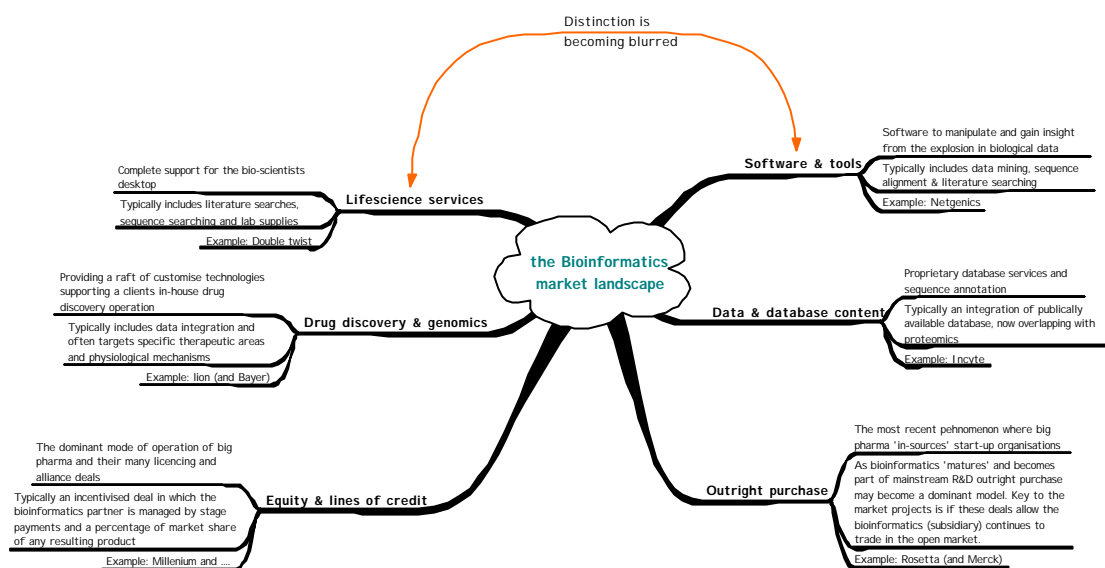 Distinction is
becoming blurred
Complete support for the bio-scientists
desktop
Typically includes literature searches,
sequence searching and lab supplies
Example: Double twist
Lifescience services
Software & tools
Software to manipulate and gain insight
from the explosion in biological data
Typically includes data mining, sequence
alignment & literature searching
Example: Netgenics
the Bioinformatics
market landscape
Providing a raft of customise technologies
supporting a clients in-house drug
discovery operation
Typically includes data integration and
often targets specific therapeutic areas
and physiological mechanisms
Example: lion (and Bayer)
Drug discovery & genomics
Data & database content
Proprietary database services and
sequence annotation
Typically an integration of publically
available database, now overlapping with
proteomics
Example: Incyte
The dominant mode of operation of big
pharma and their many licencing and
alliance deals
Typically an incentivised deal in which the
bioinformatics partner is managed by stage
payments and a percentage of market share
of any resulting product
Example: Millenium and ....
Equity & lines of credit
Outright purchase
The most recent pehnomenon where big
pharma 'in-sources' start-up organisations
As bioinformatics 'matures' and becomes
part of mainstream R&D outright purchase
may become a dominant model. Key to the
market projects is if these deals allow the
bioinformatics (subsidiary) continues to
trade in the open market.
Example: Rosetta (and Merck)